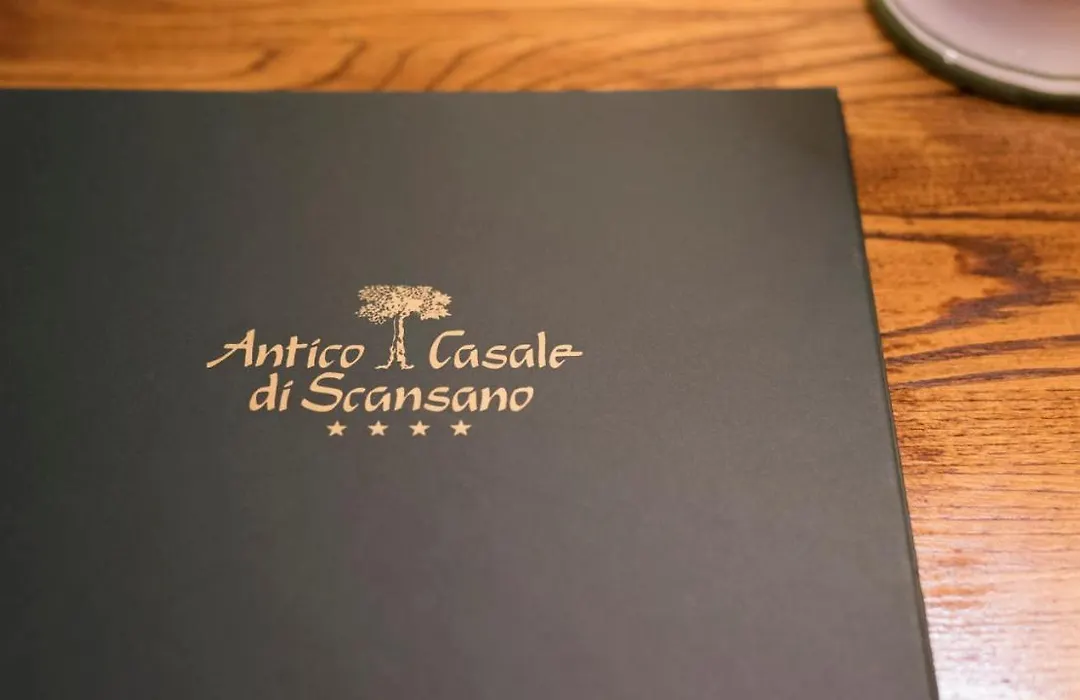 Antico Casale
di Scansano
★ ★ ★ ★